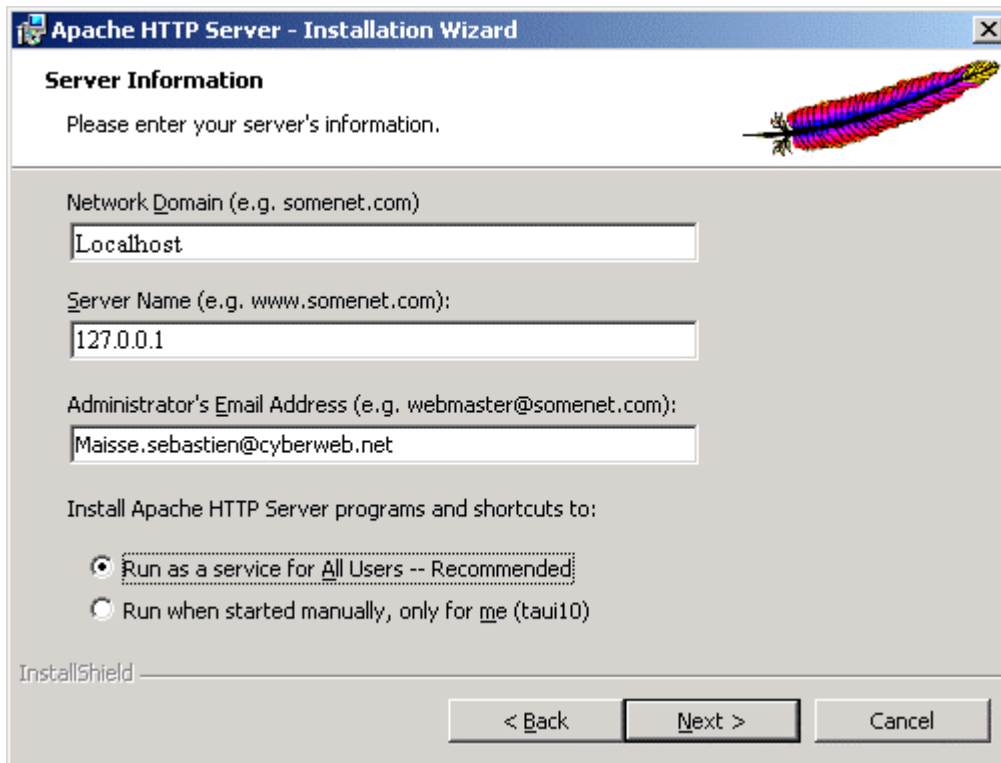 Apache HTTP Server - Installation Wizard
Server Information
Please enter your server's information.
Network Domain (e.g. somenet.com)
Localhost
Server Name (e.g. www.somenet.com):
127.0.0.1
Administrator's Email Address (e.g. webmaster@somenet.com):
Maisse.sebastien@cyberweb.net
Install Apache HTTP Server programs and shortcuts to:
Run as a service for All Users -- Recommended
Run when started manually, only for me (taui10)
InstallShield
< Back Next > Cancel